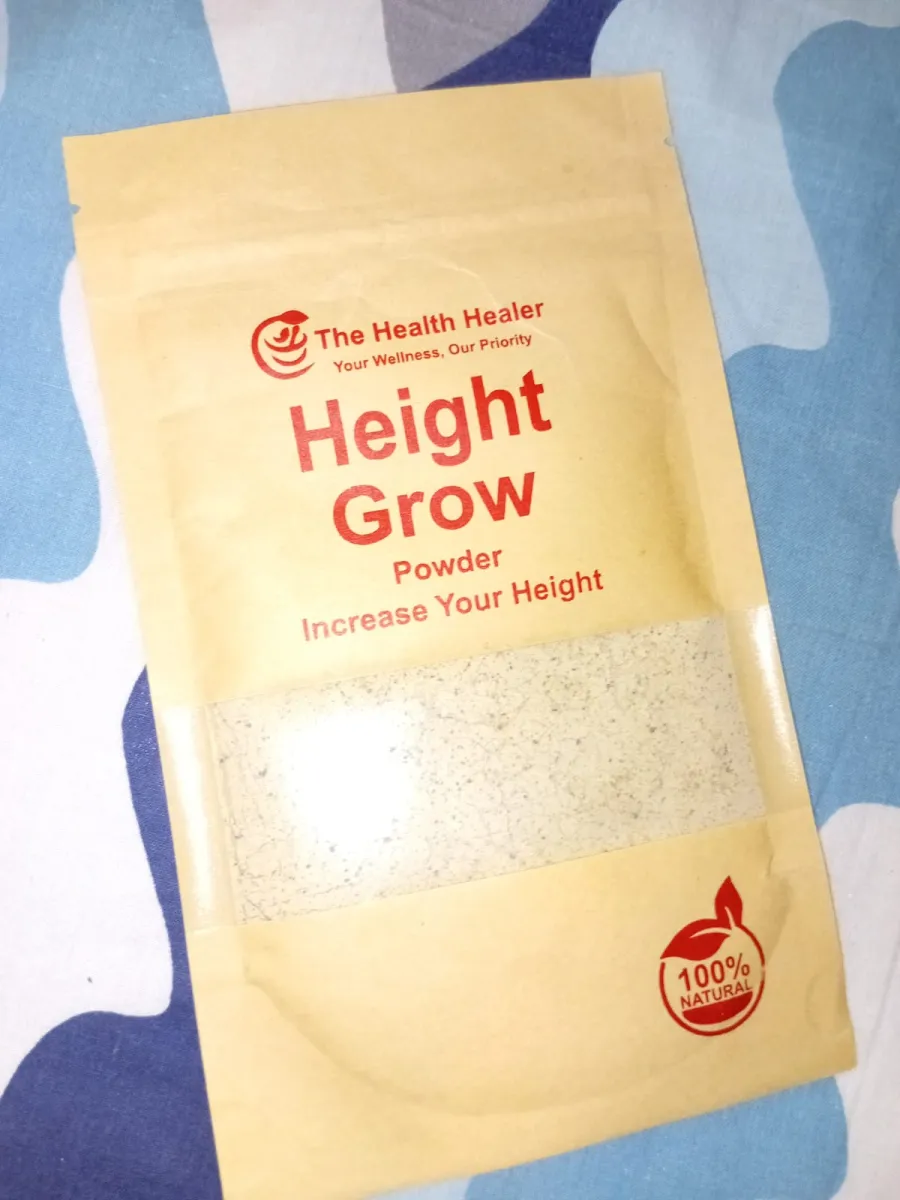 The Health Healer
Your Wellness, Our Priority
Height
Grow
Powder
Increase Your Height
100%
NATURAL